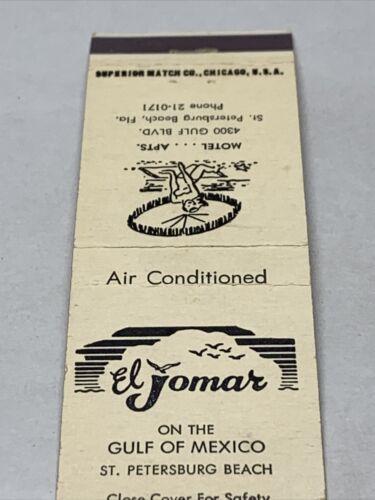 SUPERIOR MATCH CO., CHICAGO, U.S.A.
MOTEL . . . . APTS.
4300 GULF BLVD.
St. Petersburg Beach, Fla.
Phone 21-0171
Air Conditioned
El Jomar
ON THE
GULF OF MEXICO
ST. PETERSBURG BEACH
Close Cover For Safety